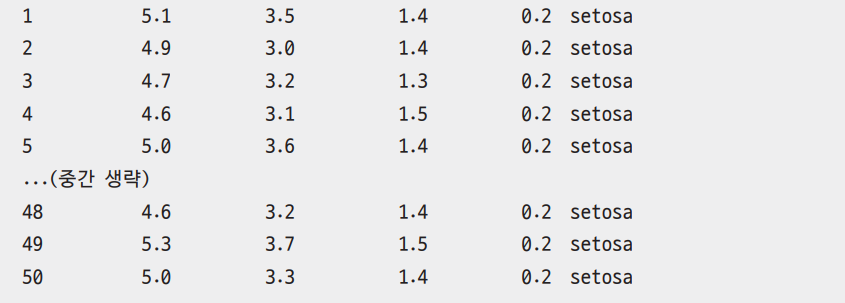 1 5.1 3.5 1.4 0.2 setosa
2 4.9 3.0 1.4 0.2 setosa
3 4.7 3.2 1.3 0.2 setosa
4 4.6 3.1 1.5 0.2 setosa
5 5.0 3.6 1.4 0.2 setosa
...(중간 생략)
48 4.6 3.2 1.4 0.2 setosa
49 5.3 3.7 1.5 0.2 setosa
50 5.0 3.3 1.4 0.2 setosa